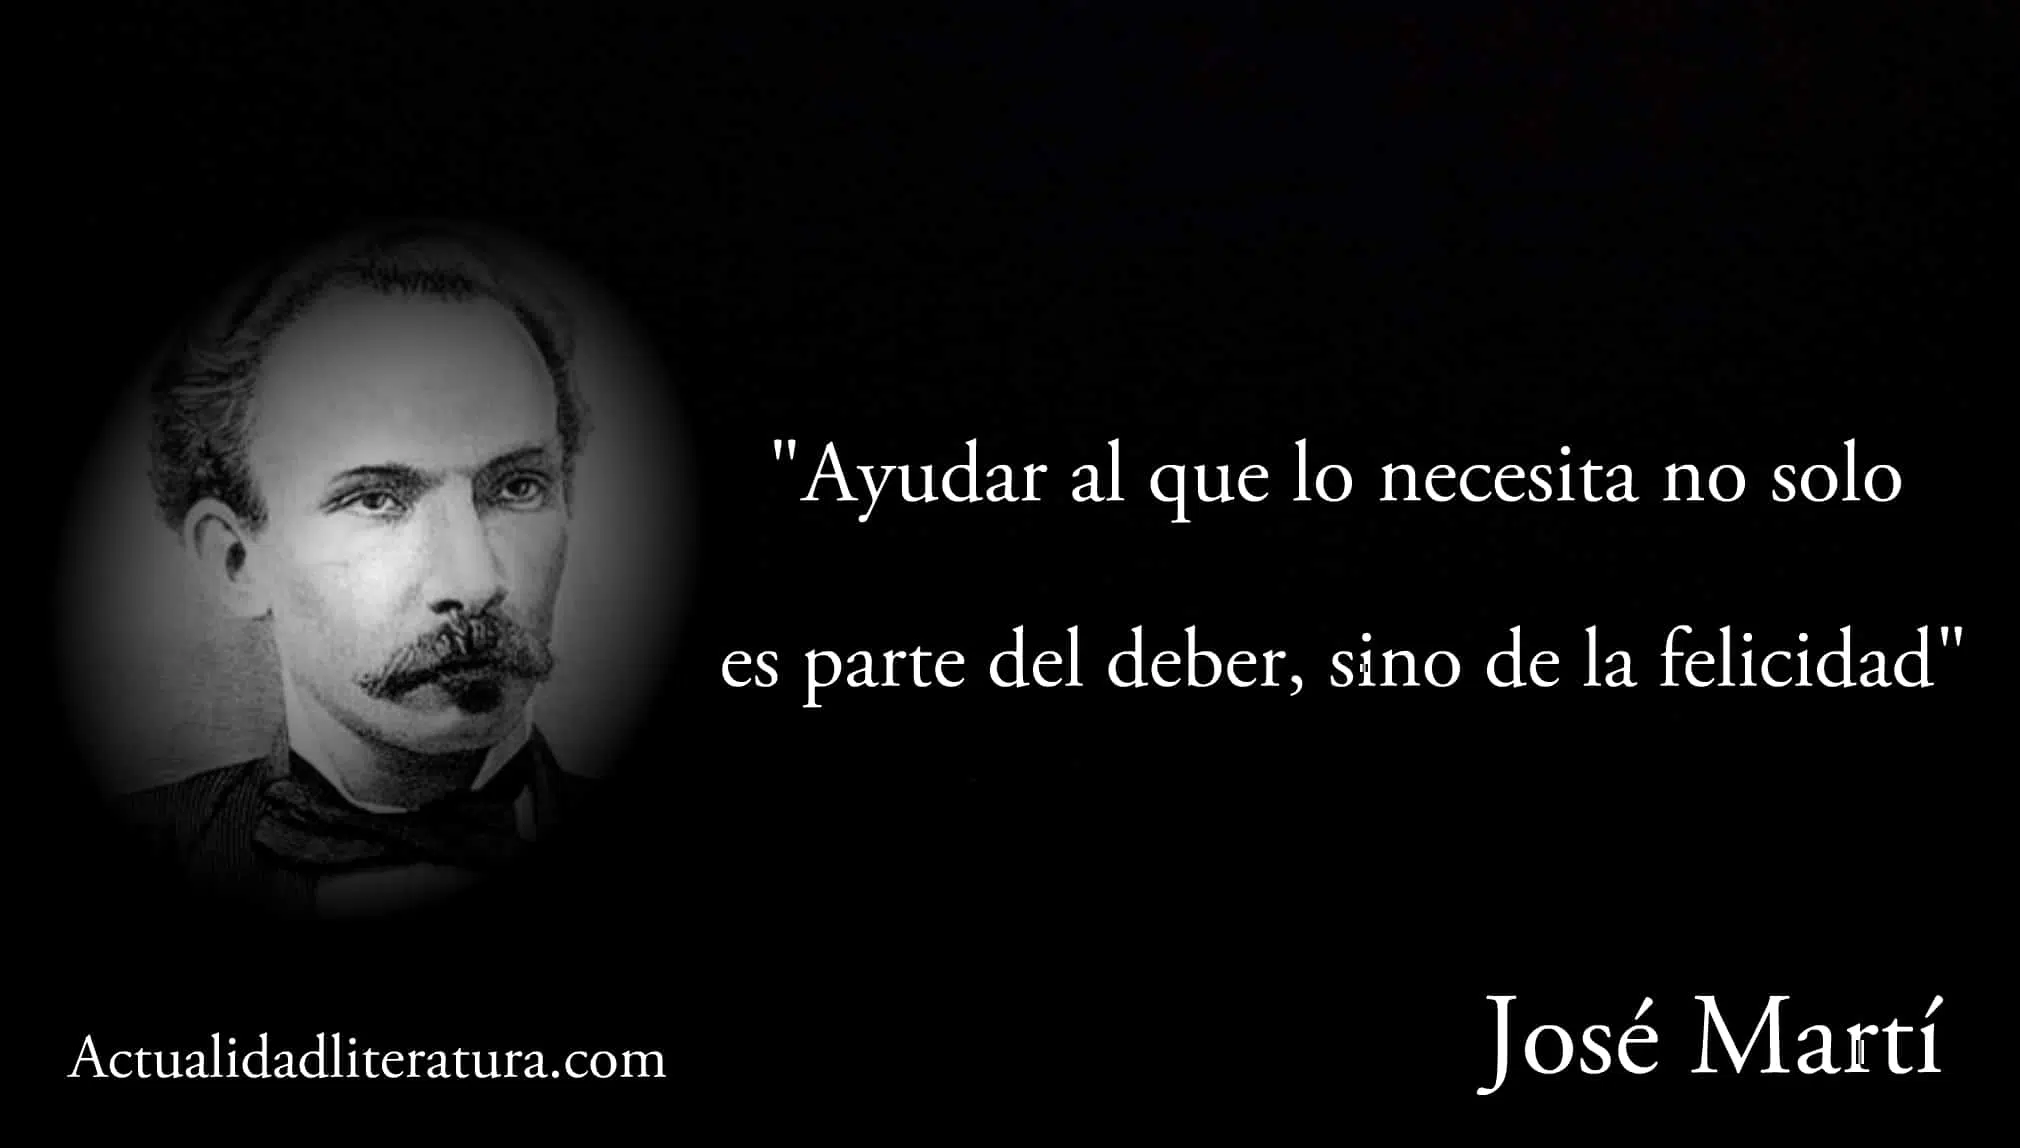 "Ayudar al que lo necesita no solo
es parte del deber, sino de la felicidad"
José Martí
Actualidadliteratura.com